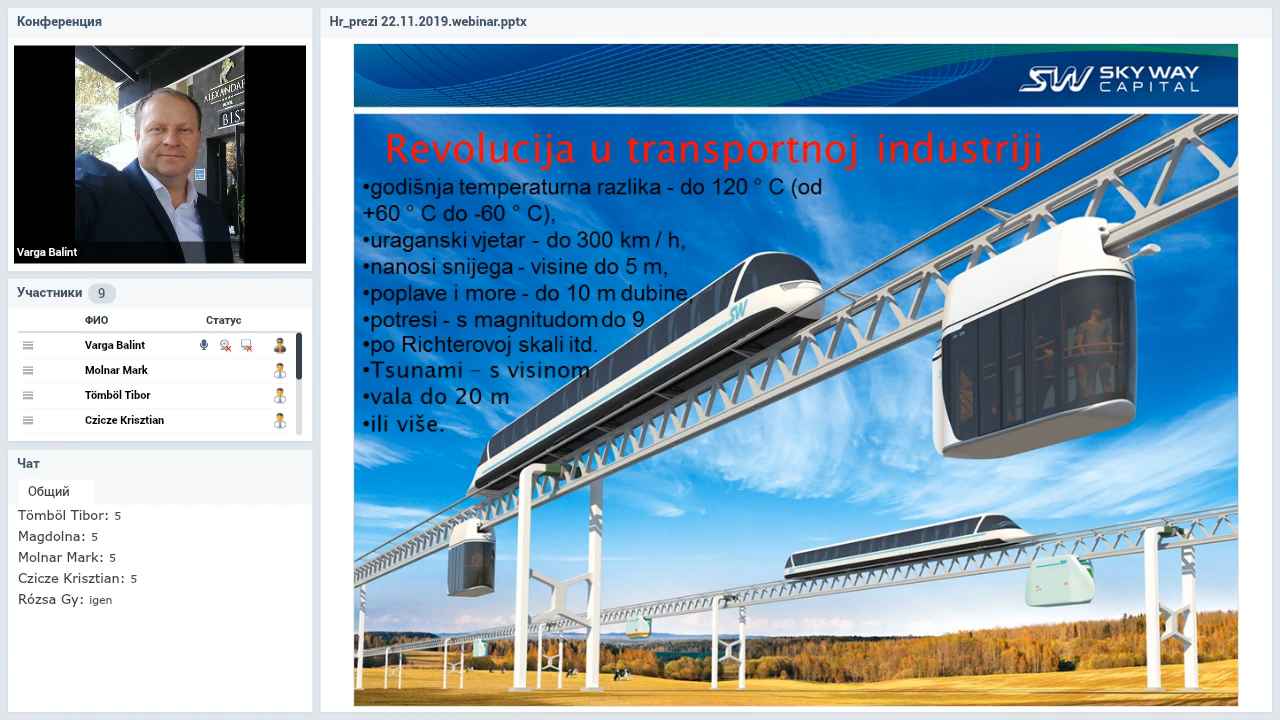 Конференция
ALEXANDAR
BIST
Varga Balint
Участники 9
ФИО Статус
Varga Balint
Molnar Mark
Tömböl Tibor
Czicze Krisztian
Чат
Общий
Tömböl Tibor: 5
Magdolna: 5
Molnar Mark: 5
Czicze Krisztian: 5
Rózsa Gy: igen
Hr_prezi 22.11.2019.webinar.pptx
SW SKY WAY
CAPITAL
Revolucija u transportnoj industriji
•godišnja temperaturna razlika - do 120 ° C (od
+60 ° C do -60 ° C),
•uraganski vjetar - do 300 km / h,
•nanosi snijega - visine do 5 m,
•poplave i more - do 10 m dubine,
•potresi - s magnitudom do 9
•po Richterovoj skali itd.
•Tsunami – s visinom
•vala do 20 m
•ili više.
SW